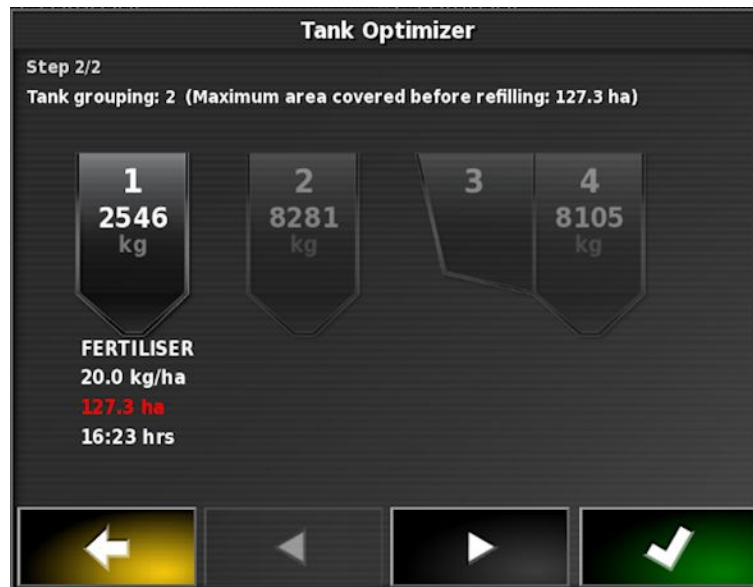 Tank Optimizer
Step 2/2
Tank grouping: 2 (Maximum area covered before refilling: 127.3 ha)
1 2 3 4
2546 8281 8105
kg kg kg
FERTILISER
20.0 kg/ha
127.3 ha
16:23 hrs